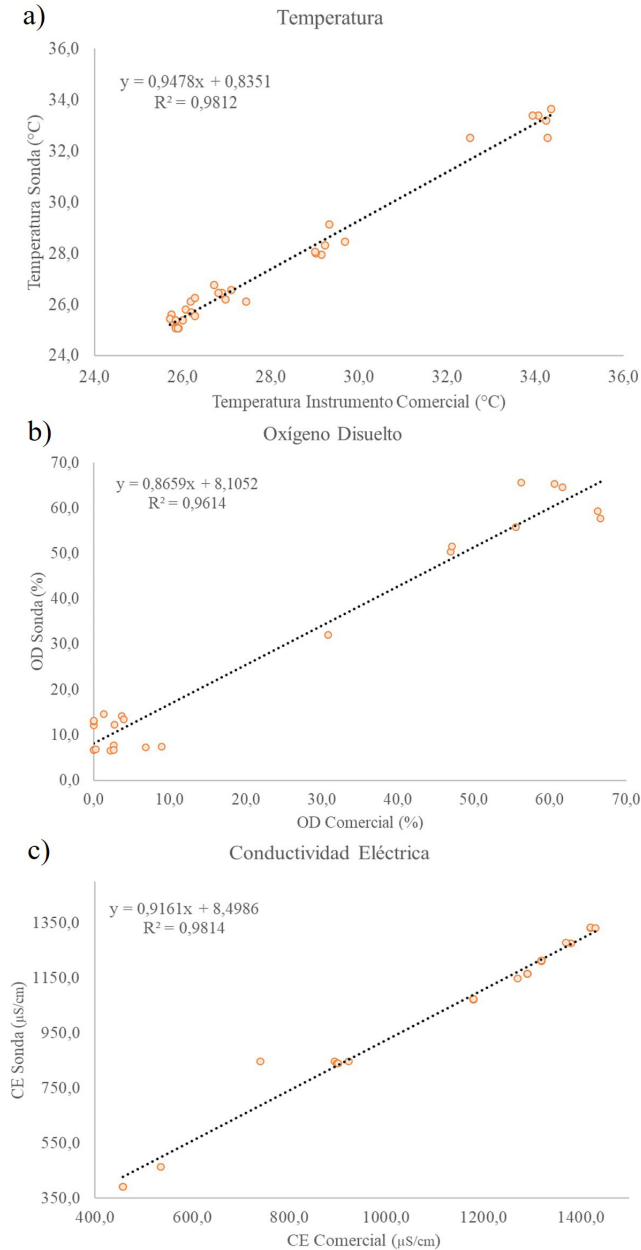 a)
Temperatura
36,0
34,0
32,0
30,0
28,0
26,0
24,0
Temperatura Sonda (°C)
y = 0,9478x + 0,8351
R² = 0,9812
24,0 26,0 28,0 30,0 32,0 34,0 36,0
Temperatura Instrumento Comercial (°C)
b)
Oxígeno Disuelto
70,0
60,0
50,0
40,0
30,0
20,0
10,0
0,0
OD Sonda (%)
y = 0,8659x + 8,1052
R² = 0,9614
0,0 10,0 20,0 30,0 40,0 50,0 60,0 70,0
OD Comercial (%)
c)
Conductividad Eléctrica
1350,0
1150,0
950,0
750,0
550,0
350,0
CE Sonda (µS/cm)
y = 0,9161x + 8,4986
R² = 0,9814
400,0 600,0 800,0 1000,0 1200,0 1400,0
CE Comercial (µS/cm)